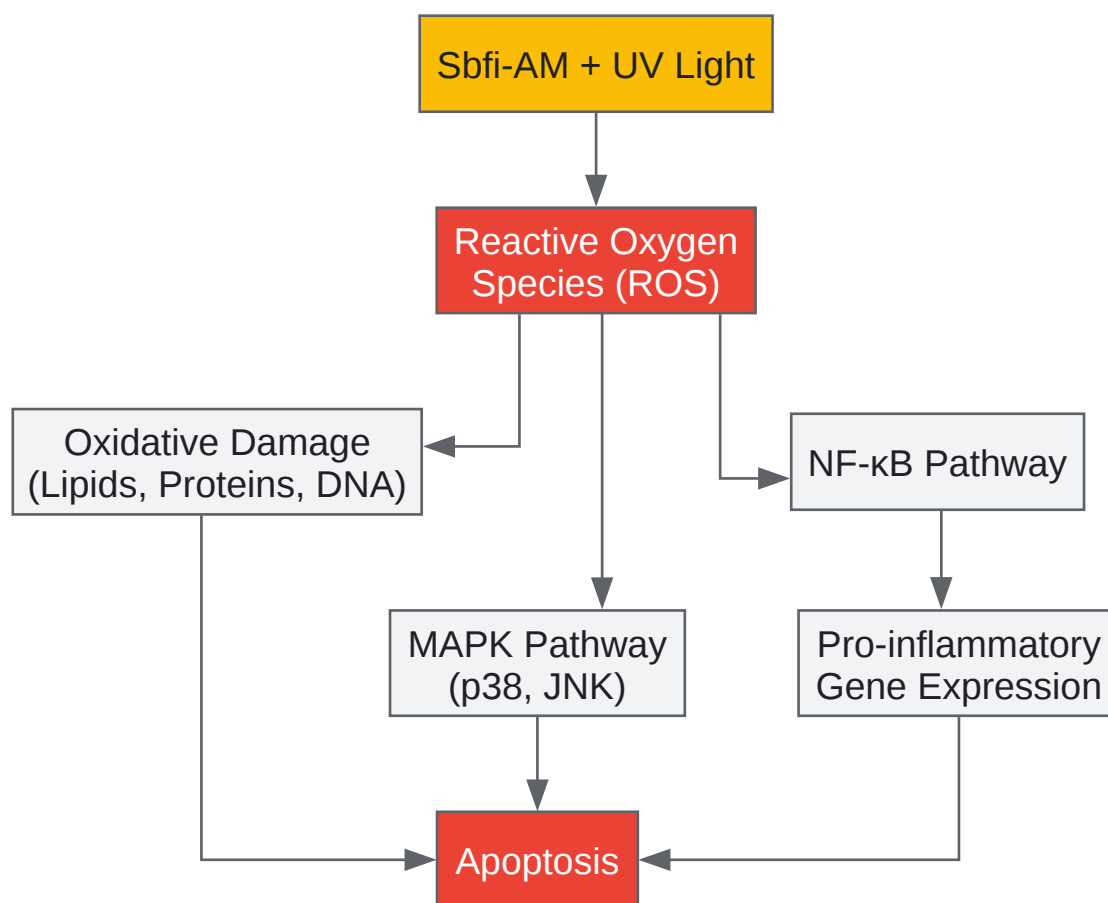 Sbfi-AM + UV Light
Reactive Oxygen
Species (ROS)
Oxidative Damage
(Lipids, Proteins, DNA)
NF-κB Pathway
MAPK Pathway
(p38, JNK)
Pro-inflammatory
Gene Expression
Apoptosis